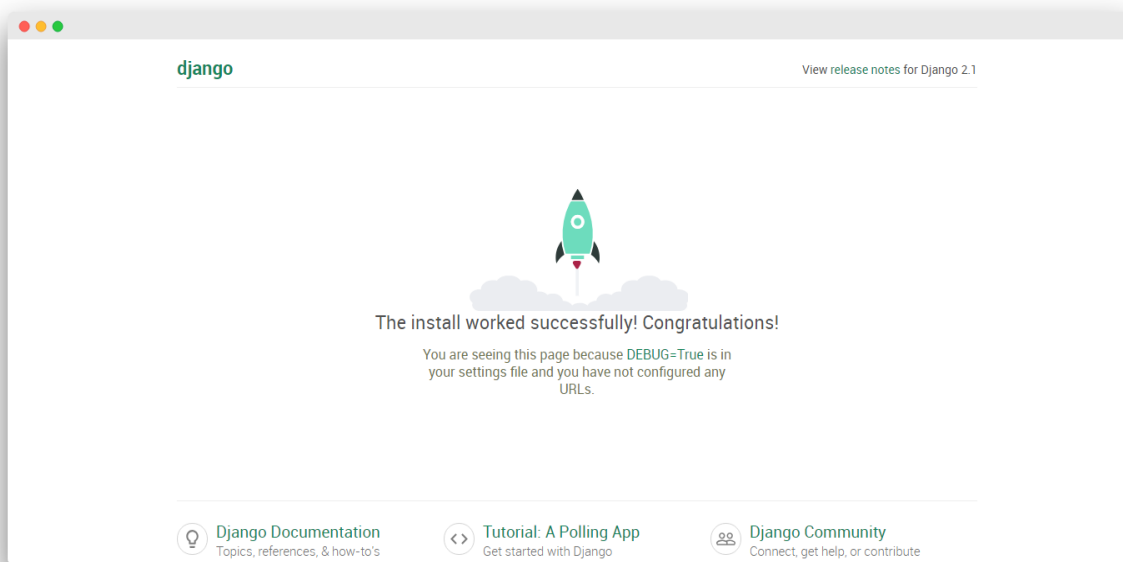 django
View release notes for Django 2.1
The install worked successfully! Congratulations!
You are seeing this page because DEBUG=True is in
your settings file and you have not configured any
URLs.
Django Documentation
Topics, references, & how-to's
Tutorial: A Polling App
Get started with Django
Django Community
Connect, get help, or contribute